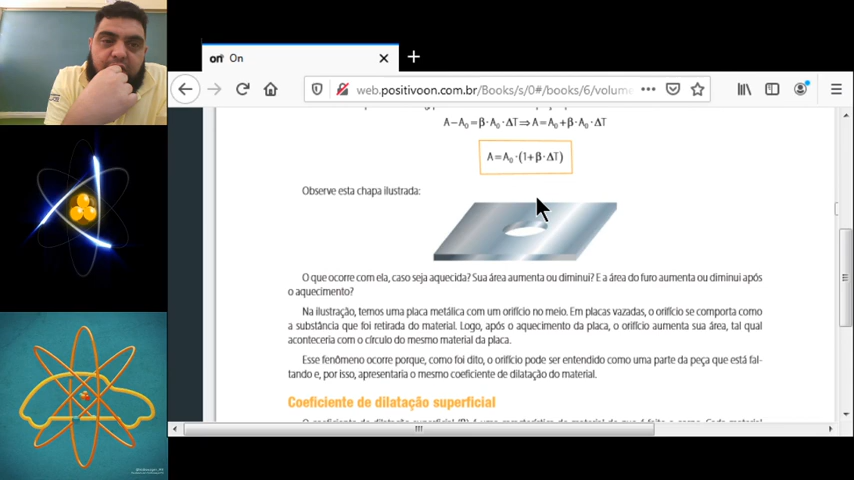 On
web.positivoon.com.br/Books/s/0#/books/6/volume
A−A₀=β·A₀·ΔT⇒A=A₀+β·A₀·ΔT
A=A₀·(1+β·ΔT)
Observe esta chapa ilustrada:
O que ocorre com ela, caso seja aquecida? Sua área aumenta ou diminui? E a área do furo aumenta ou diminui após
o aquecimento?
Na ilustração, temos uma placa metálica com um orifício no meio. Em placas vazadas, o orifício se comporta como
a substância que foi retirada do material. Logo, após o aquecimento da placa, o orifício aumenta sua área, tal qual
aconteceria com o círculo do mesmo material da placa.
Esse fenômeno ocorre porque, como foi dito, o orifício pode ser entendido como uma parte da peça que está fal-
tando e, por isso, apresentaria o mesmo coeficiente de dilatação do material.
Coeficiente de dilatação superficial